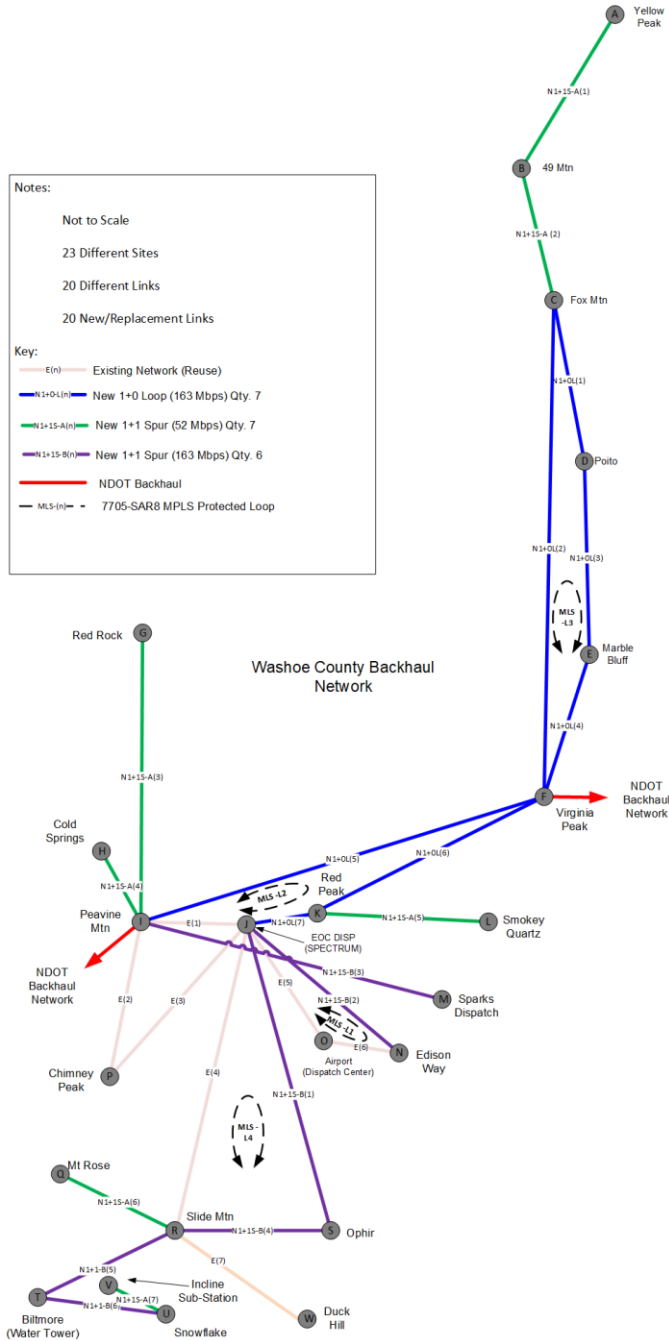 A
Yellow
Peak
N1+1S-A(1)
B
49 Mtn
N1+1S-A (2)
C
Fox Mtn
N1+0L(1)
D
Poito
N1+0L(2)
N1+0L(3)
MLS
-L3
E
Marble
Bluff
N1+0L(4)
F
Virginia
Peak
NDOT
Backhaul
Network
Notes:
Not to Scale
23 Different Sites
20 Different Links
20 New/Replacement Links
Key:
E(n)
Existing Network (Reuse)
N1+0-L(n)
New 1+0 Loop (163 Mbps) Qty. 7
N1+1S-A(n)
New 1+1 Spur (52 Mbps) Qty. 7
N1+1S-B(n)
New 1+1 Spur (163 Mbps) Qty. 6
NDOT Backhaul
MLS-(n)
7705-SAR8 MPLS Protected Loop
Red Rock
G
Washoe County Backhaul
Network
N1+1S-A(3)
Cold
Springs
H
N1+1S-A(4)
Peavine
Mtn
I
NDOT
Backhaul
Network
N1+0L(5)
N1+0L(6)
MLS -L2
Red
Peak
K
N1+1S-A(5)
L
Smokey
Quartz
E(1)
J
N1+0L(7)
EOC DISP
(SPECTRUM)
N1+1S-B(3)
M
Sparks
Dispatch
E(2)
E(3)
E(5)
N1+1S-B(2)
MLS -L1
O
E(6)
N
Edison
Way
Airport
(Dispatch Center)
P
Chimney
Peak
E(4)
N1+1S-B(1)
MLS -
L4
Q
Mt Rose
N1+1S-A(6)
Slide Mtn
R
N1+1S-B(4)
S
Ophir
N1+1-B(5)
E(7)
V
Incline
Sub-Station
T
N1+1S-A(7)
N1+1-B(6)
U
W
Duck
Hill
Biltmore
(Water Tower)
Snowflake